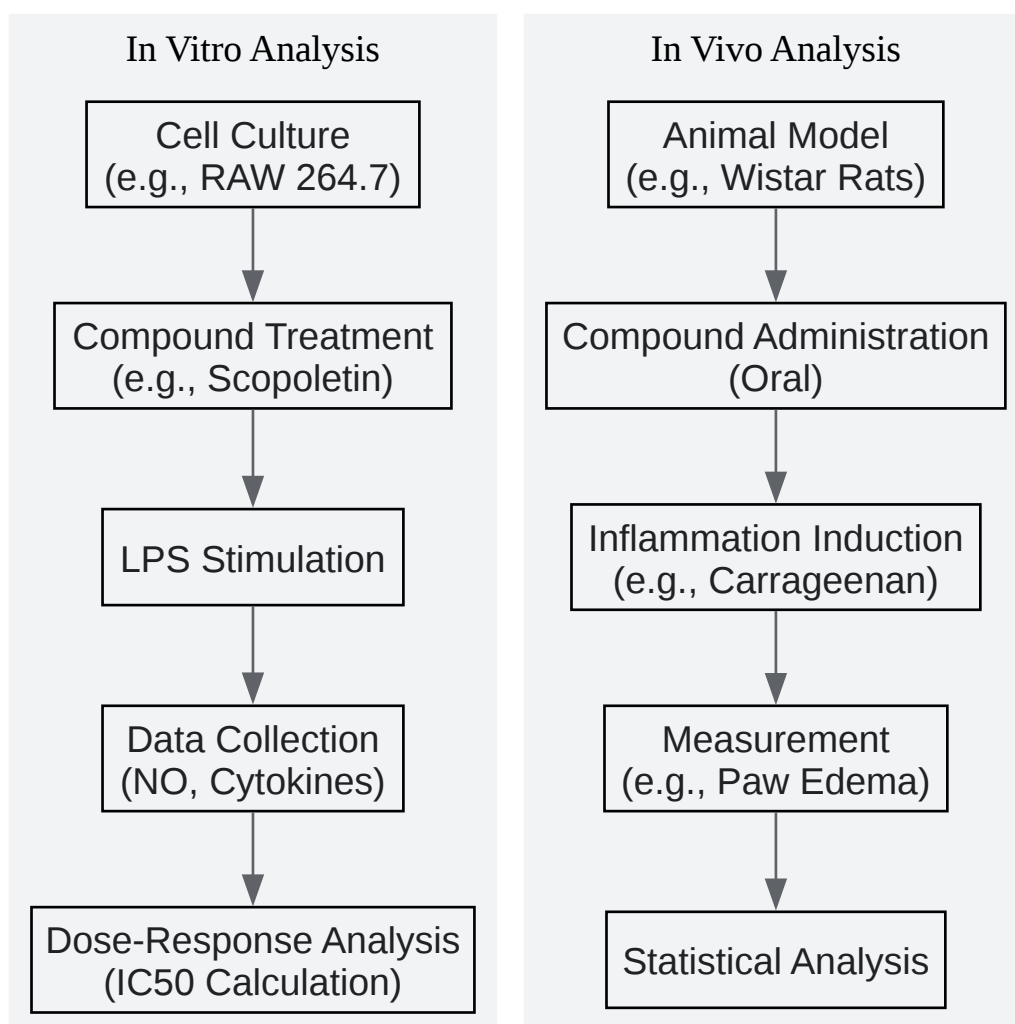 In Vitro Analysis
Cell Culture
(e.g., RAW 264.7)
Compound Treatment
(e.g., Scopoletin)
LPS Stimulation
Data Collection
(NO, Cytokines)
Dose-Response Analysis
(IC50 Calculation)
In Vivo Analysis
Animal Model
(e.g., Wistar Rats)
Compound Administration
(Oral)
Inflammation Induction
(e.g., Carrageenan)
Measurement
(e.g., Paw Edema)
Statistical Analysis